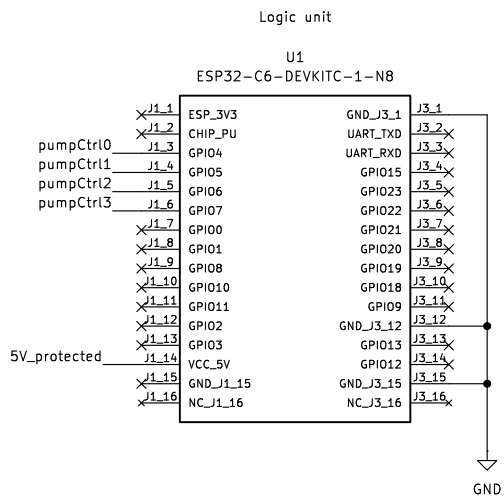 Logic unit
U1
ESP32-C6-DEVKITC-1-N8
J1_1 ESP_3V3 GND_J3_1 J3_1
J1_2 CHIP_PU UART_TXD J3_2
pumpCtrl0 J1_3 GPIO4 UART_RXD J3_3
pumpCtrl1 J1_4 GPIO5 GPIO15 J3_4
pumpCtrl2 J1_5 GPIO6 GPIO23 J3_5
pumpCtrl3 J1_6 GPIO7 GPIO22 J3_6
J1_7 GPIO0 GPIO21 J3_7
J1_8 GPIO1 GPIO20 J3_8
J1_9 GPIO8 GPIO19 J3_9
J1_10 GPIO10 GPIO18 J3_10
J1_11 GPIO11 GPIO9 J3_11
J1_12 GPIO2 GND_J3_12 J3_12
J1_13 GPIO3 GPIO13 J3_13
5V_protected J1_14 VCC_5V GPIO12 J3_14
J1_15 GND_J1_15 GND_J3_15 J3_15
J1_16 NC_J1_16 NC_J3_16 J3_16
GND